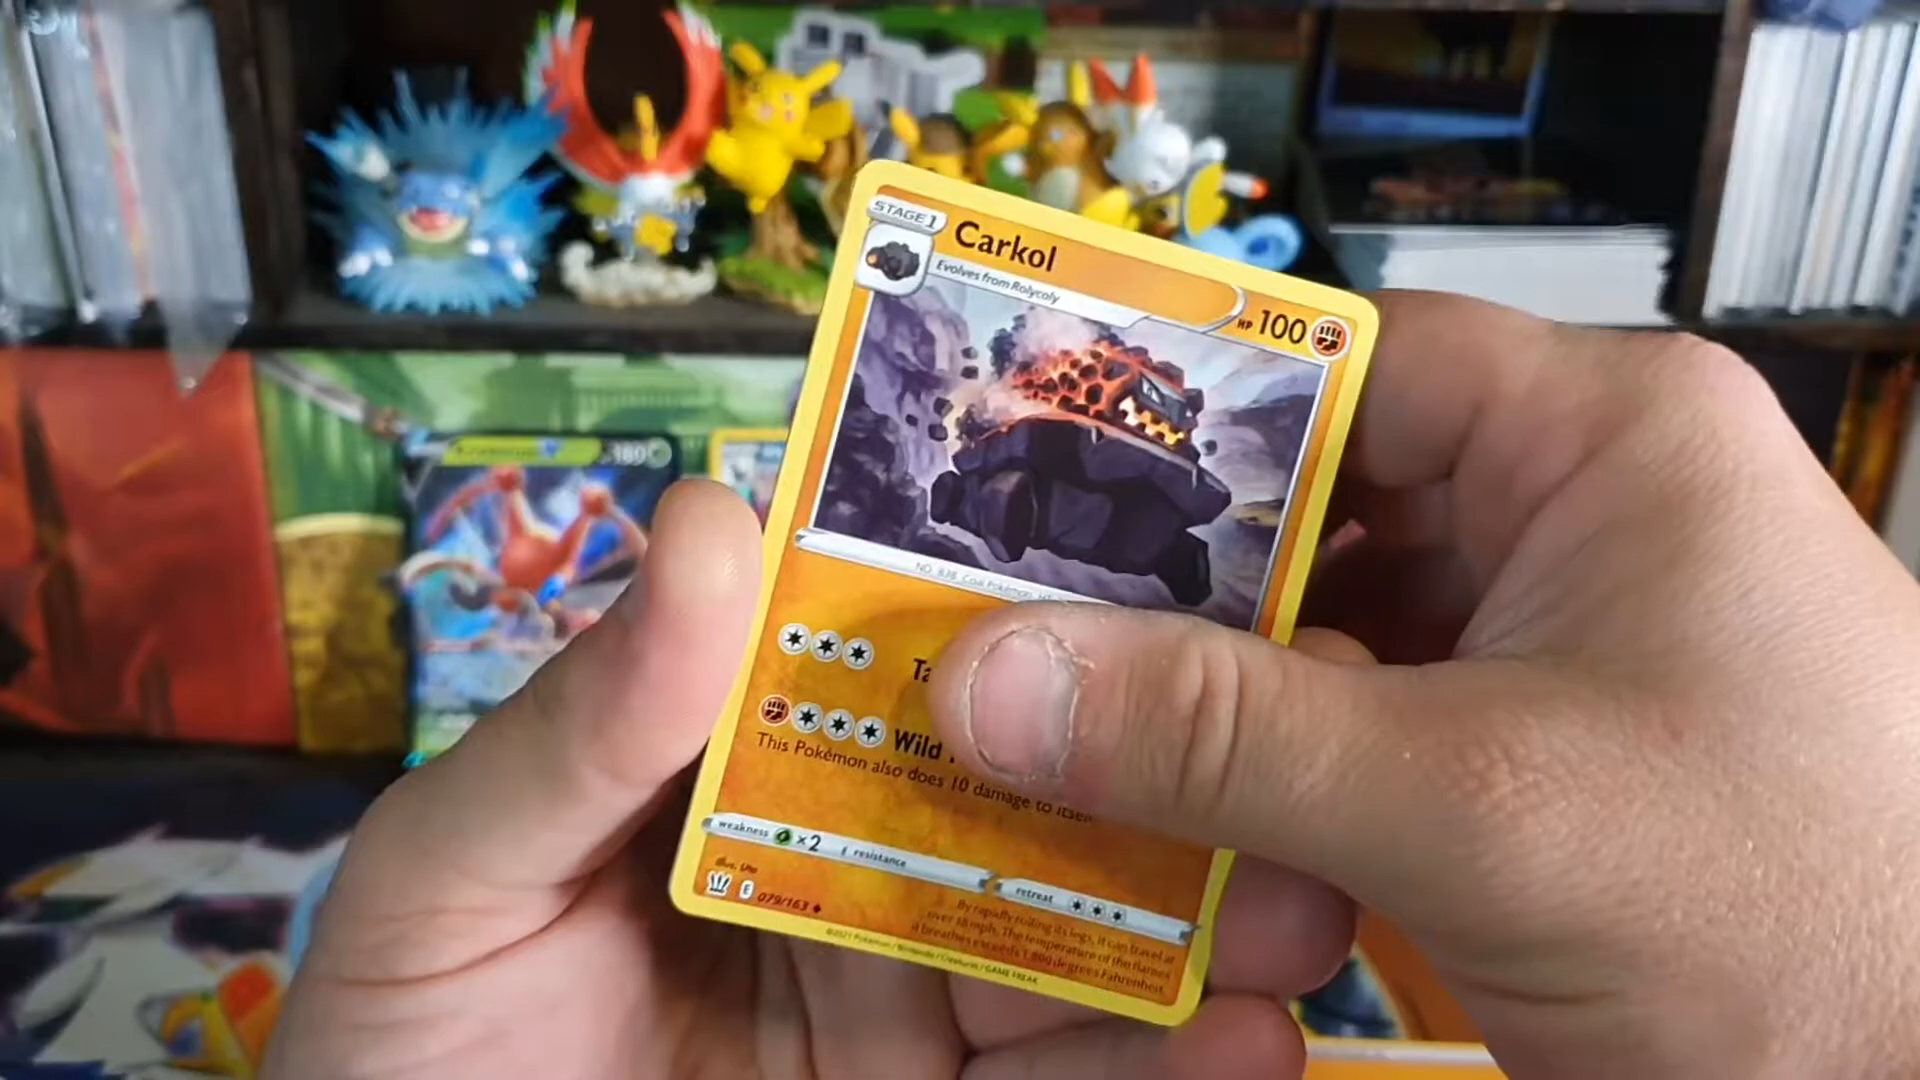 STAGE 1
Carkol
Evolves from Rolycoly
HP 100
NO. 838 Coal Pokémon
Wild
This Pokémon also does 10 damage to itself.
weakness ×2
resistance
retreat
Illus. Uta
E 079/163
By rapidly rolling its legs, it can travel at
over 18 mph. The temperature of the flames
it breathes exceeds 1,800 degrees Fahrenheit.
©2021 Pokémon / Nintendo / Creatures / GAME FREAK
180